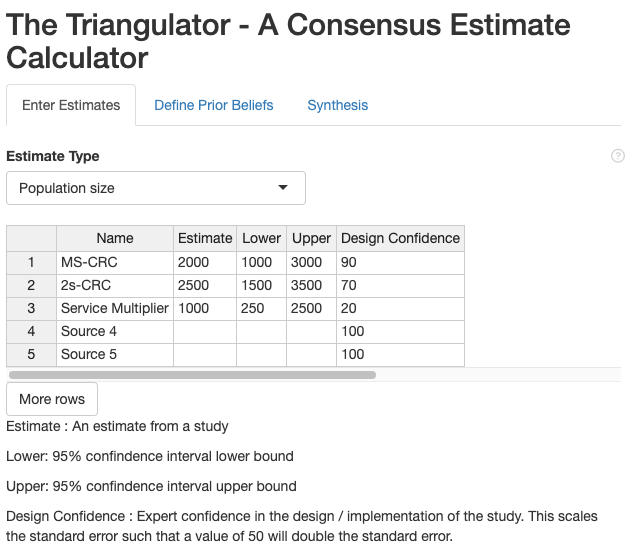 The Triangulator - A Consensus Estimate
Calculator
Enter Estimates Define Prior Beliefs Synthesis
Estimate Type ?
Population size
Name Estimate Lower Upper Design Confidence
1 MS-CRC 2000 1000 3000 90
2 2s-CRC 2500 1500 3500 70
3 Service Multiplier 1000 250 2500 20
4 Source 4 100
5 Source 5 100
More rows
Estimate : An estimate from a study
Lower: 95% confindence interval lower bound
Upper: 95% confindence interval upper bound
Design Confidence : Expert confidence in the design / implementation of the study. This scales
the standard error such that a value of 50 will double the standard error.